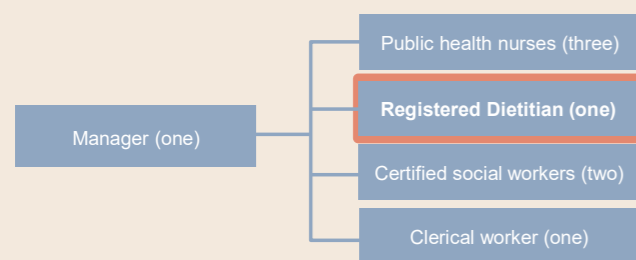 Public health nurses (three)
Registered Dietitian (one)
Manager (one)
Certified social workers (two)
Clerical worker (one)